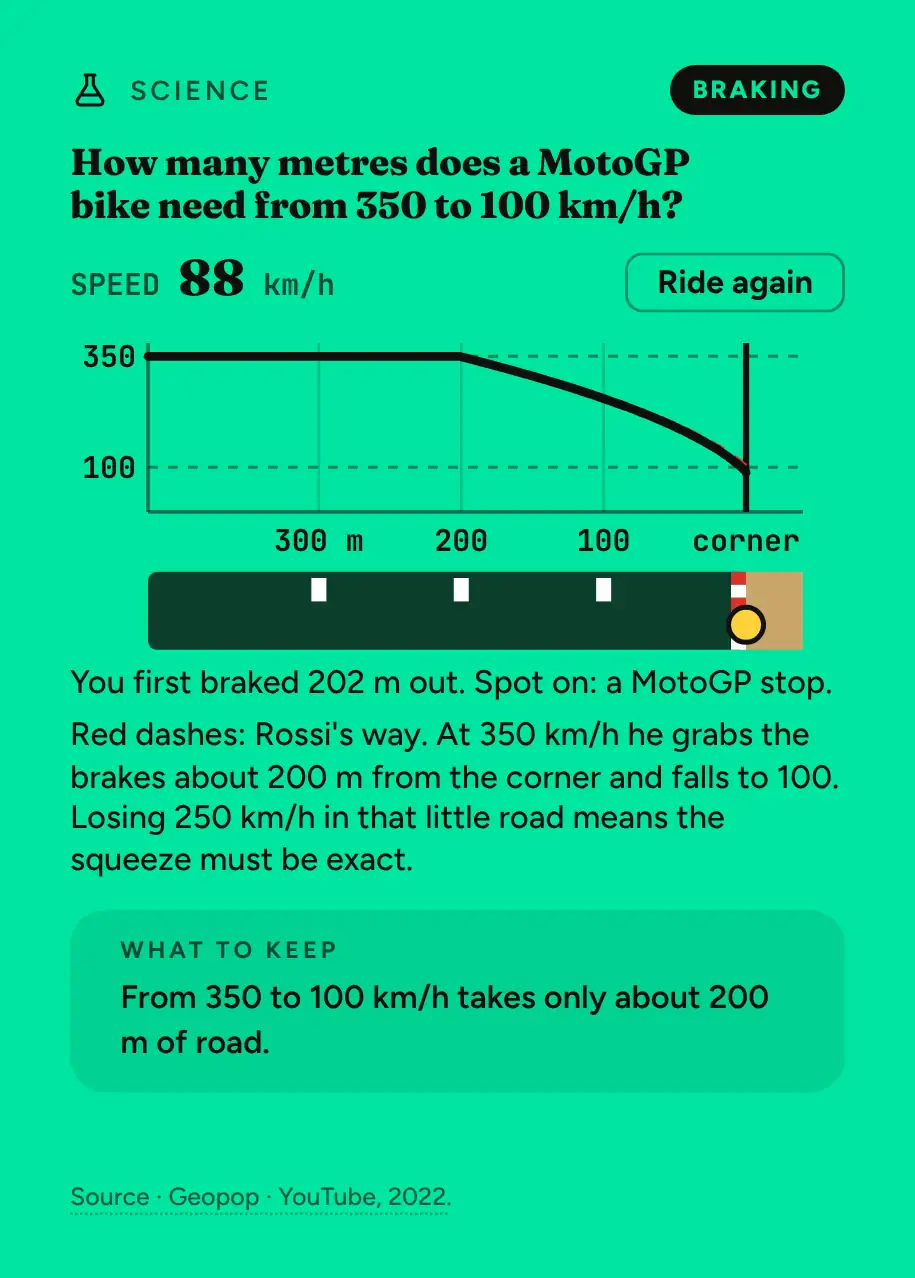 SCIENCE
BRAKING
How many metres does a MotoGP
bike need from 350 to 100 km/h?
SPEED 88 km/h
Ride again
350
100
300 m 200 100 corner
You first braked 202 m out. Spot on: a MotoGP stop.
Red dashes: Rossi's way. At 350 km/h he grabs the
brakes about 200 m from the corner and falls to 100.
Losing 250 km/h in that little road means the
squeeze must be exact.
WHAT TO KEEP
From 350 to 100 km/h takes only about 200
m of road.
Source · Geopop · YouTube, 2022.